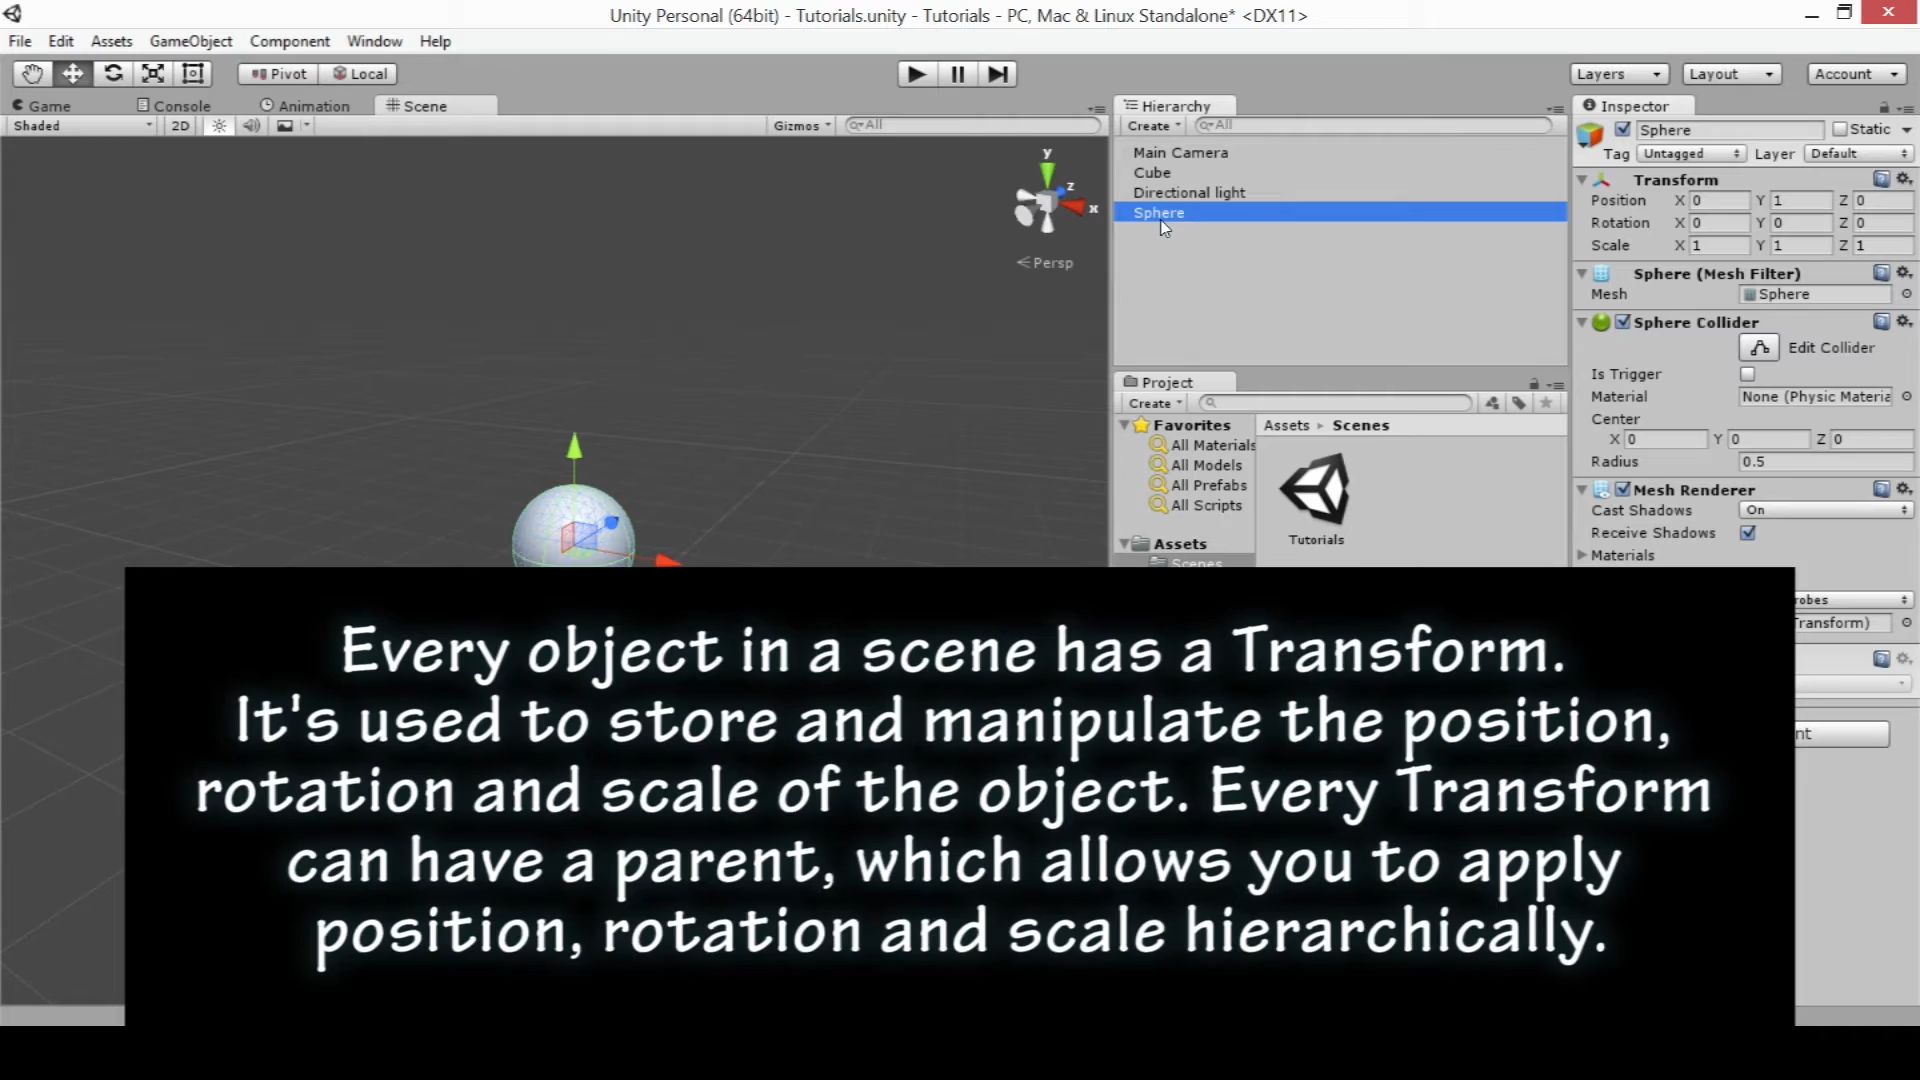 Unity Personal (64bit) - Tutorials.unity - Tutorials - PC, Mac & Linux Standalone* <DX11>
File Edit Assets GameObject Component Window Help
Pivot Local
Layers Layout Account
Game Console Animation Scene
Hierarchy
Inspector
Shaded 2D Gizmos All
Create All
Sphere Static
Tag Untagged Layer Default
Main Camera
Cube
Directional light
Sphere
y
z
x
Persp
Transform
Position X 0 Y 1 Z 0
Rotation X 0 Y 0 Z 0
Scale X 1 Y 1 Z 1
Sphere (Mesh Filter)
Mesh Sphere
Sphere Collider
Edit Collider
Is Trigger
Material None (Physic Materia
Center
X 0 Y 0 Z 0
Radius 0.5
Mesh Renderer
Cast Shadows On
Receive Shadows
Materials
robes
Transform)
nt
Project
Create
Favorites
All Materials
All Models
All Prefabs
All Scripts
Assets
Scenes
Assets Scenes
Tutorials
Every object in a scene has a Transform.
It's used to store and manipulate the position,
rotation and scale of the object. Every Transform
can have a parent, which allows you to apply
position, rotation and scale hierarchically.